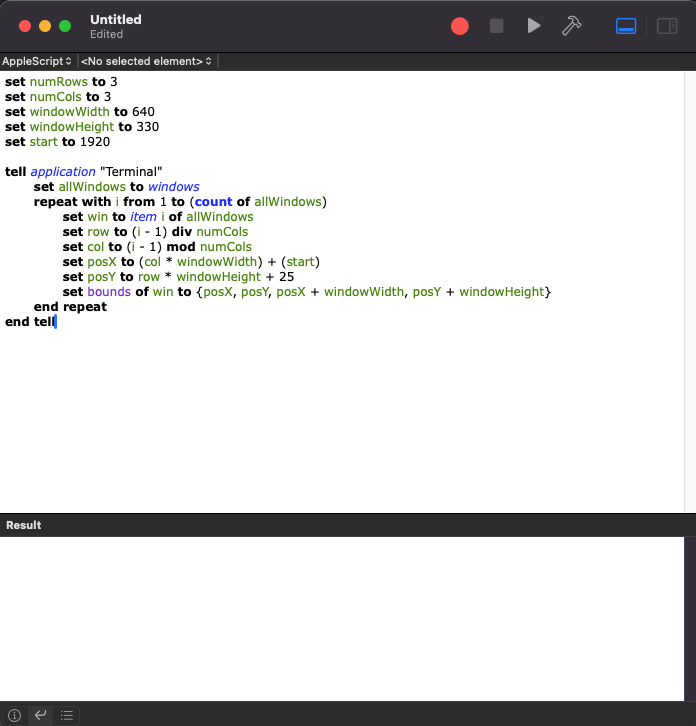 Untitled
Edited
AppleScript <No selected element>
set numRows to 3
set numCols to 3
set windowWidth to 640
set windowHeight to 330
set start to 1920
tell application "Terminal"
set allWindows to windows
repeat with i from 1 to (count of allWindows)
set win to item i of allWindows
set row to (i - 1) div numCols
set col to (i - 1) mod numCols
set posX to (col * windowWidth) + (start)
set posY to row * windowHeight + 25
set bounds of win to {posX, posY, posX + windowWidth, posY + windowHeight}
end repeat
end tell
Result